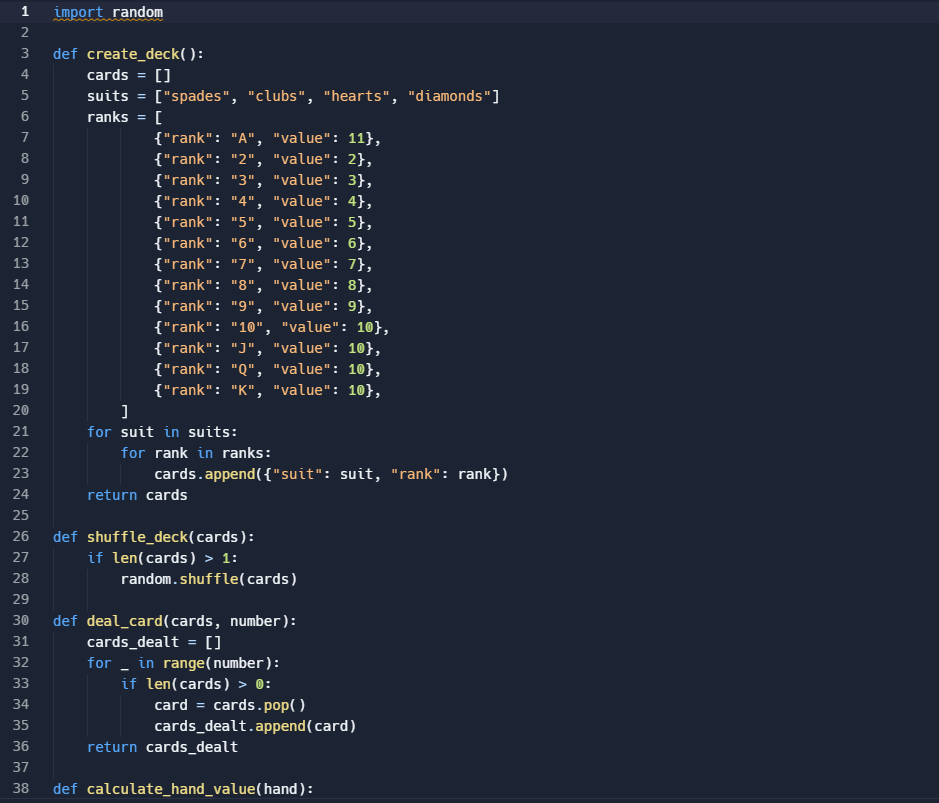 1 import random
2
3 def create_deck():
4     cards = []
5     suits = ["spades", "clubs", "hearts", "diamonds"]
6     ranks = [
7             {"rank": "A", "value": 11},
8             {"rank": "2", "value": 2},
9             {"rank": "3", "value": 3},
10             {"rank": "4", "value": 4},
11             {"rank": "5", "value": 5},
12             {"rank": "6", "value": 6},
13             {"rank": "7", "value": 7},
14             {"rank": "8", "value": 8},
15             {"rank": "9", "value": 9},
16             {"rank": "10", "value": 10},
17             {"rank": "J", "value": 10},
18             {"rank": "Q", "value": 10},
19             {"rank": "K", "value": 10},
20         ]
21     for suit in suits:
22         for rank in ranks:
23             cards.append({"suit": suit, "rank": rank})
24     return cards
25
26 def shuffle_deck(cards):
27     if len(cards) > 1:
28         random.shuffle(cards)
29
30 def deal_card(cards, number):
31     cards_dealt = []
32     for _ in range(number):
33         if len(cards) > 0:
34             card = cards.pop()
35             cards_dealt.append(card)
36     return cards_dealt
37
38 def calculate_hand_value(hand):